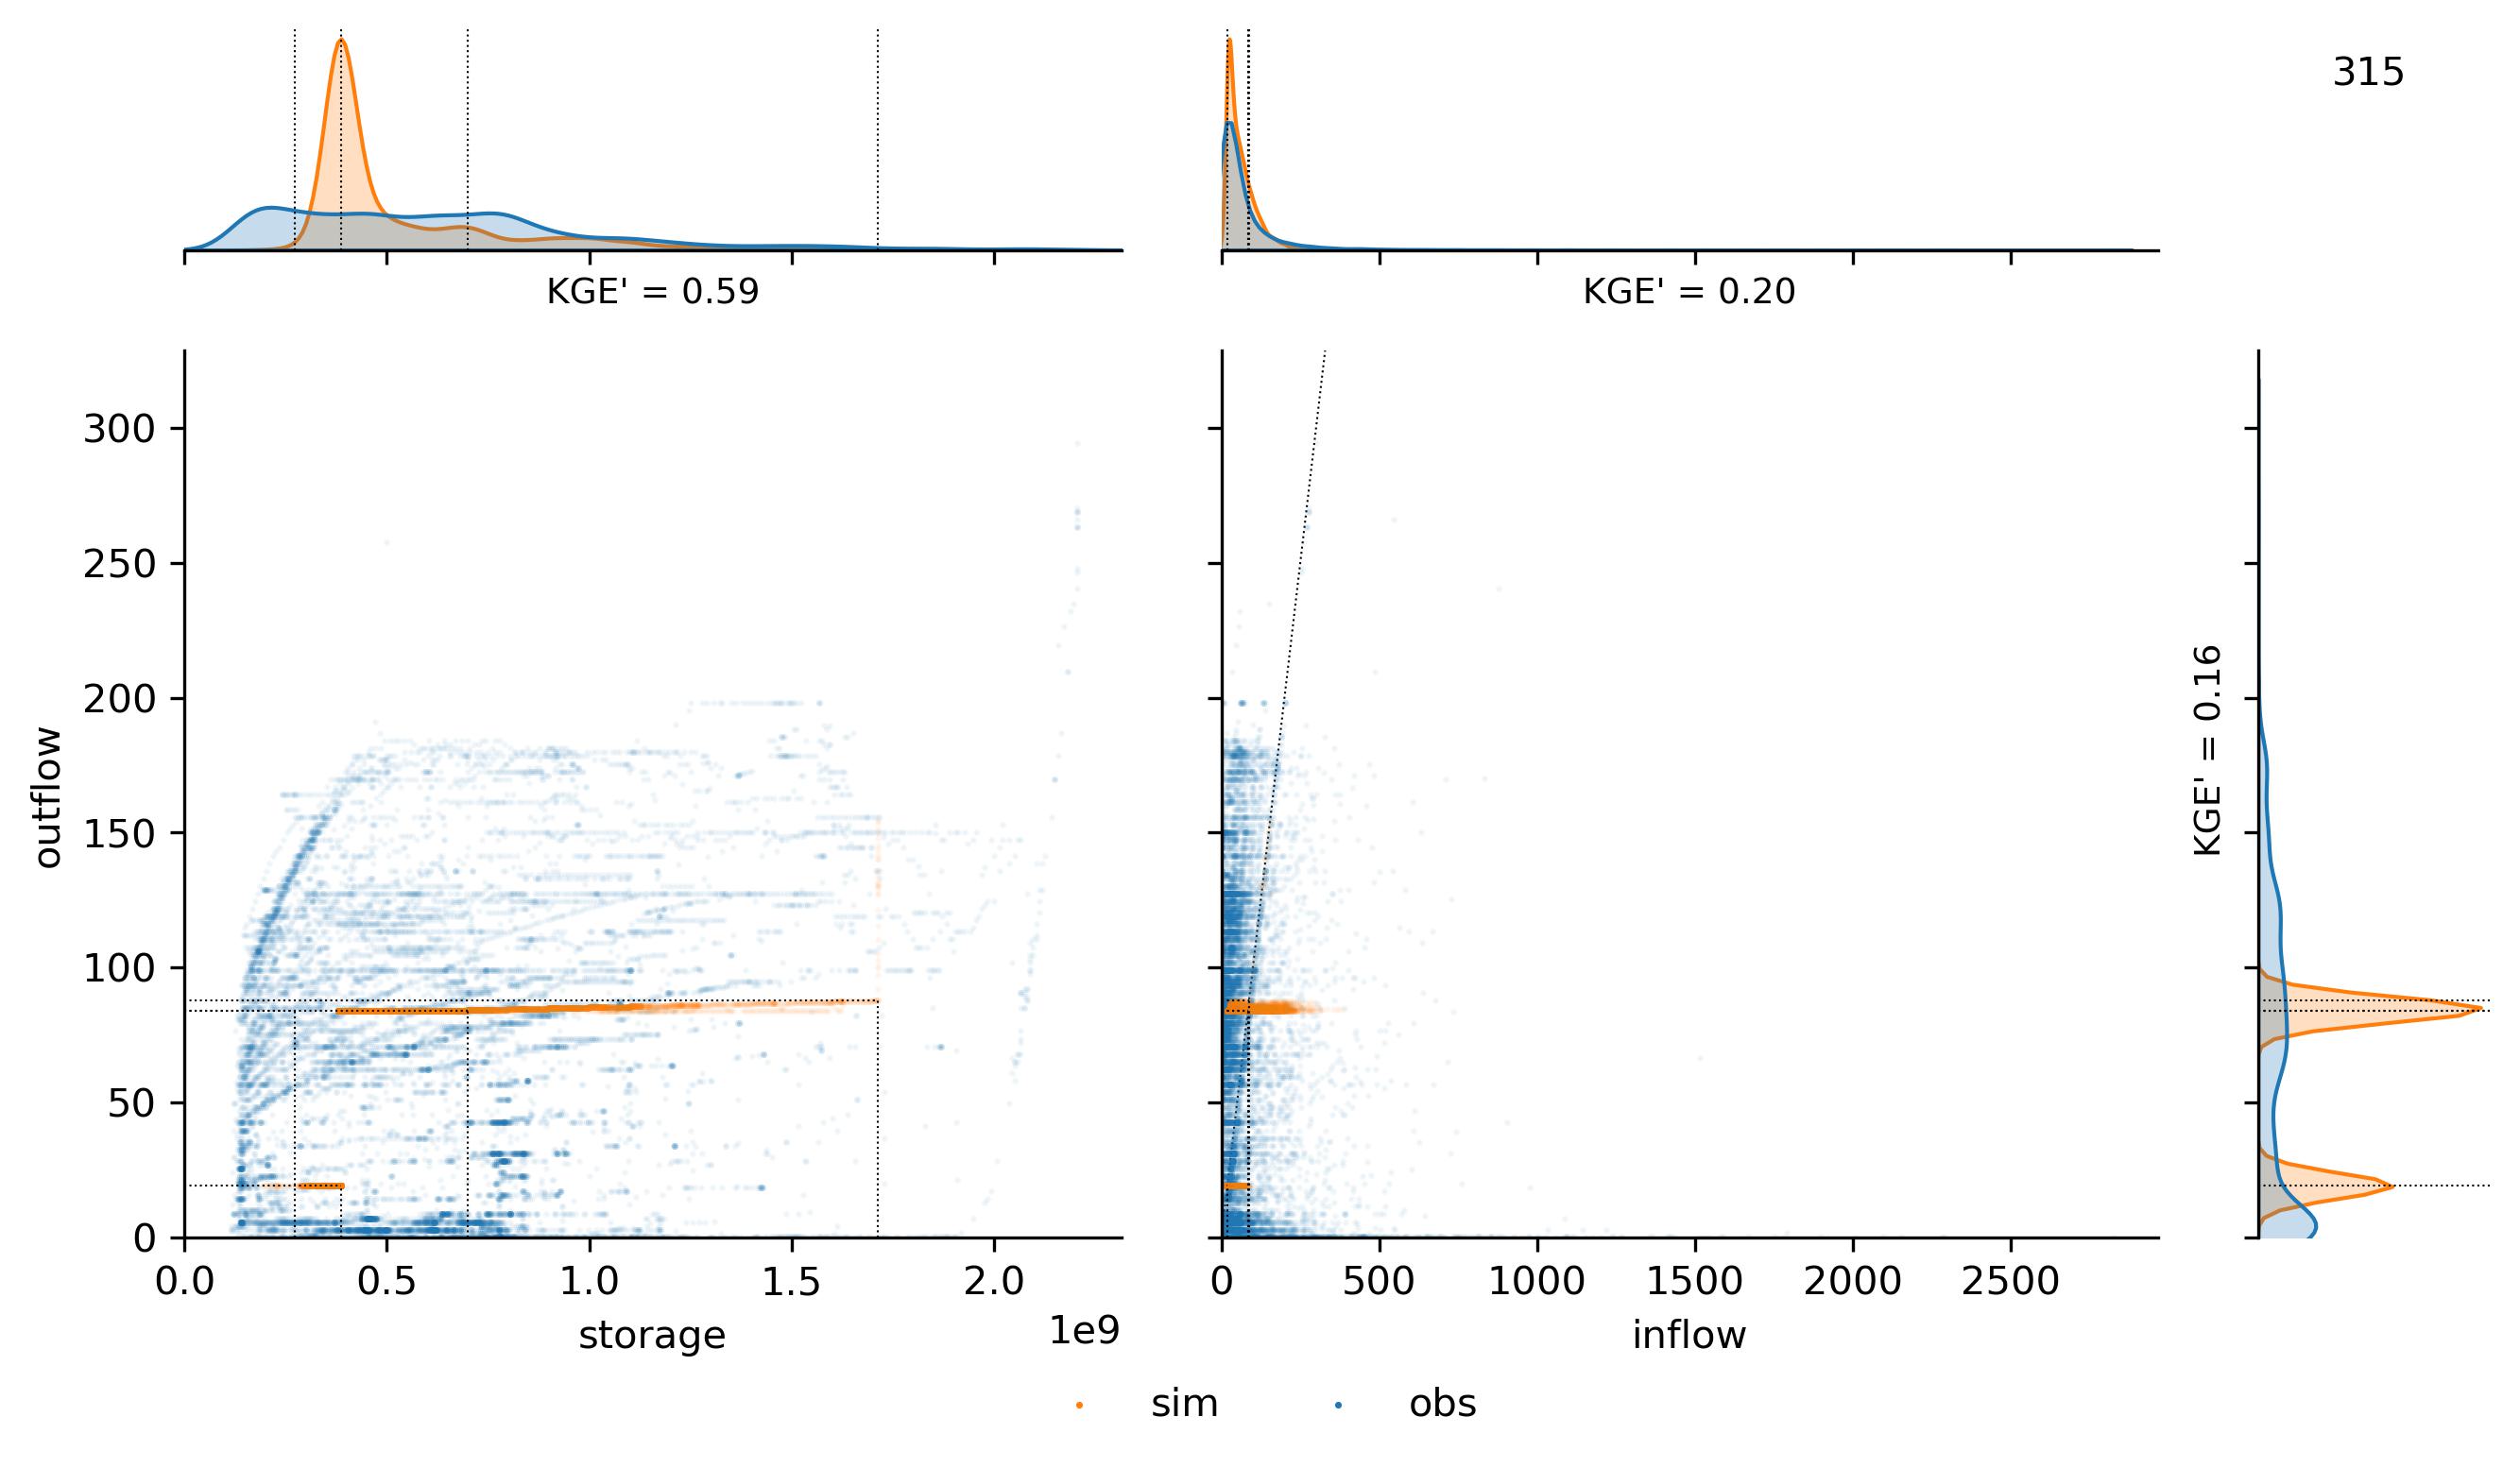 315
KGE' = 0.59
KGE' = 0.20
outflow
300
250
200
150
100
50
0
0.0 0.5 1.0 1.5 2.0
1e9
storage
0 500 1000 1500 2000 2500
inflow
KGE' = 0.16
sim obs